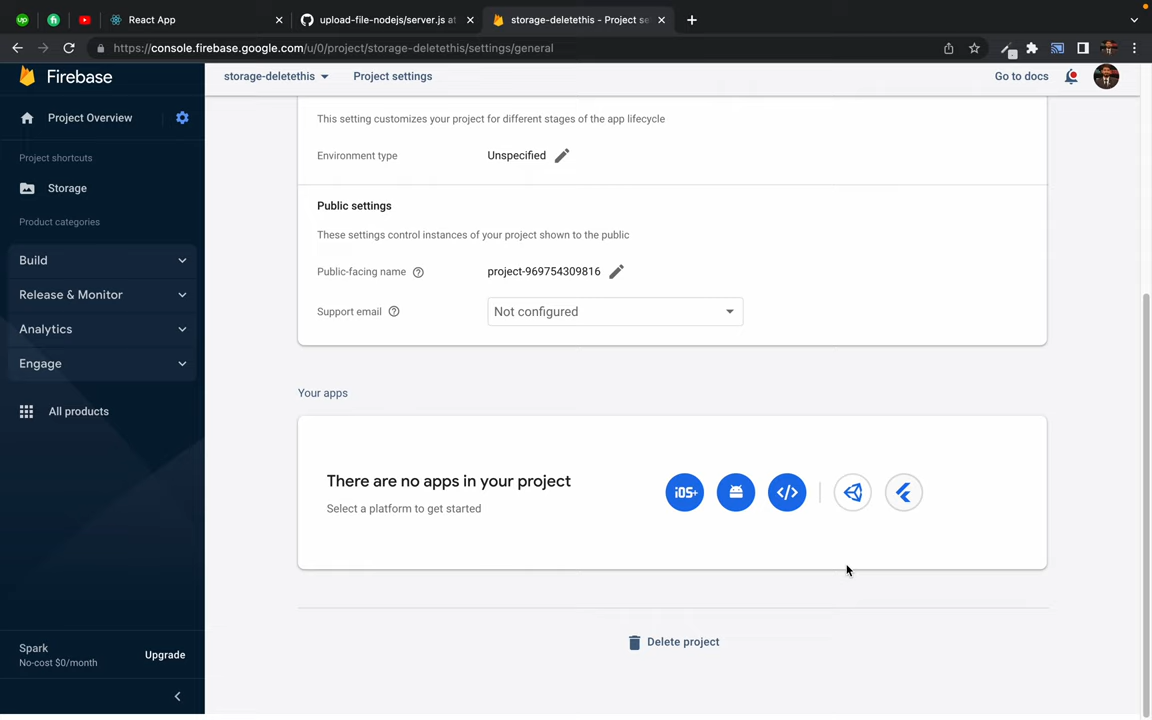 React App
upload-file-nodejs/server.js at
storage-deletethis - Project se
https://console.firebase.google.com/u/0/project/storage-deletethis/settings/general
Firebase
storage-deletethis
Project settings
Go to docs
Project Overview
Project shortcuts
Storage
Product categories
Build
Release & Monitor
Analytics
Engage
All products
Spark
No-cost $0/month
Upgrade
This setting customizes your project for different stages of the app lifecycle
Environment type
Unspecified
Public settings
These settings control instances of your project shown to the public
Public-facing name
project-969754309816
Support email
Not configured
Your apps
There are no apps in your project
Select a platform to get started
iOS+
</>
Delete project